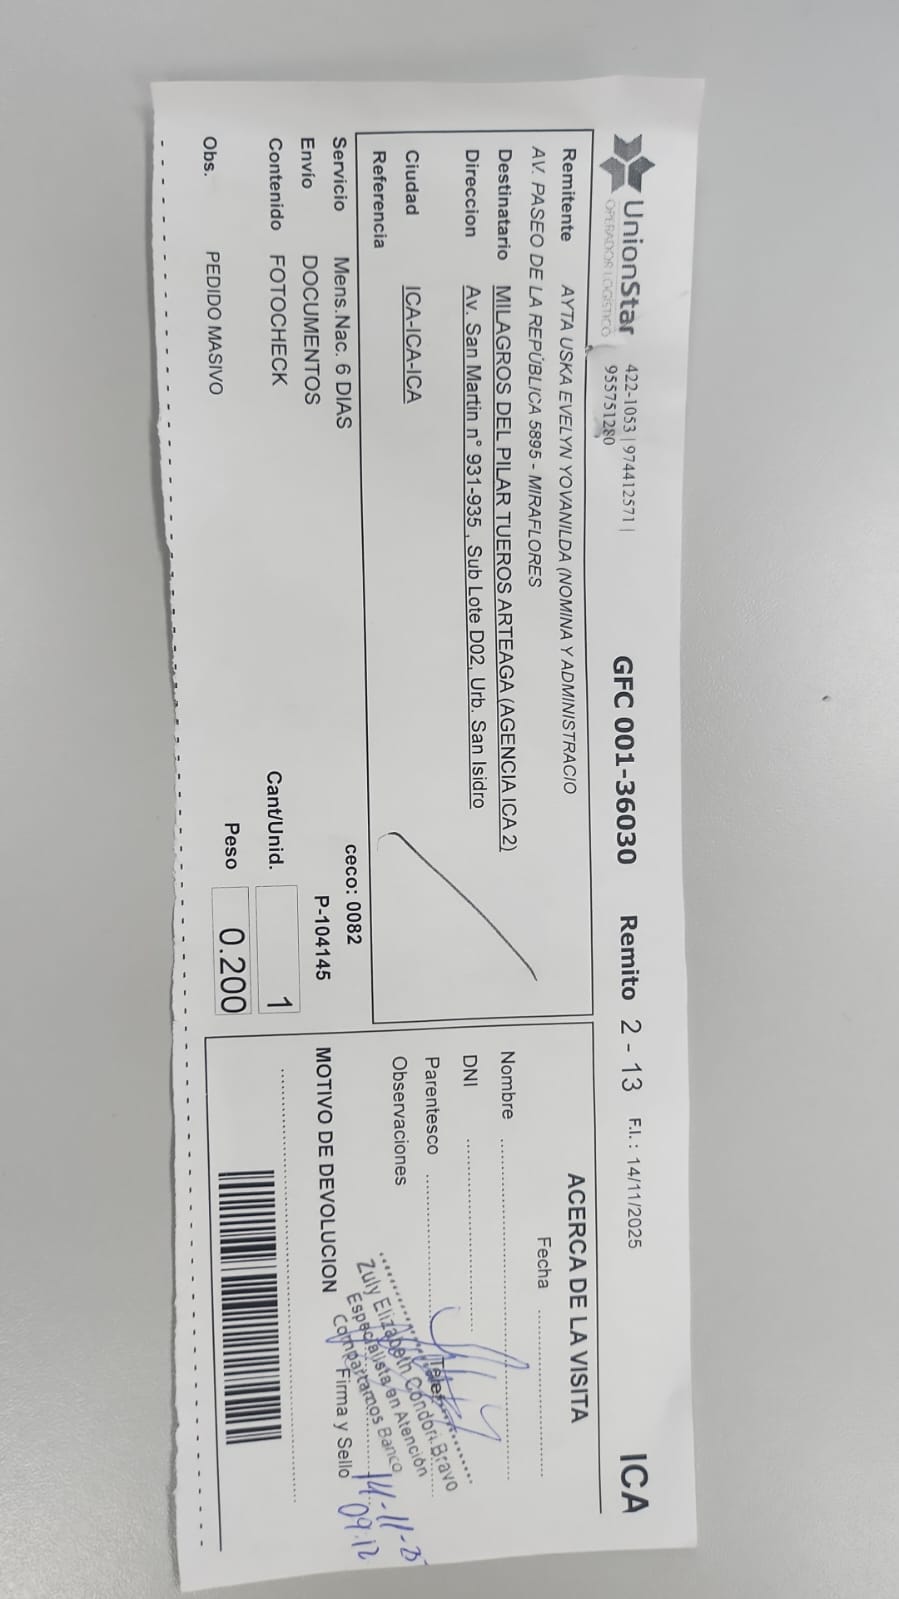 UnionStar
OPERADOR LOGISTICO
422-1053 | 974412571 |
955751280
GFC 001-36030 Remito 2 - 13 F.I.: 14/11/2025 ICA
Remitente AYTA USKA EVELYN YOVANILDA (NOMINA Y ADMINISTRACIO
AV. PASEO DE LA REPÚBLICA 5895 - MIRAFLORES
Destinatario MILAGROS DEL PILAR TUEROS ARTEAGA (AGENCIA ICA 2)
Direccion Av. San Martin n° 931-935 , Sub Lote D02, Urb. San Isidro
Ciudad ICA-ICA-ICA
Referencia
Servicio Mens.Nac. 6 DIAS
ceco: 0082
Envío DOCUMENTOS
P-104145
Contenido FOTOCHECK
Cant/Unid. 1
Obs. PEDIDO MASIVO
Peso 0.200
ACERCA DE LA VISITA
Fecha
Nombre
DNI
Parentesco
Observaciones
Zuly Elizabeth Condori Bravo
Especialista en Atención
Compartamos Banco
Firma y Sello
14-11-25
09:12
MOTIVO DE DEVOLUCION